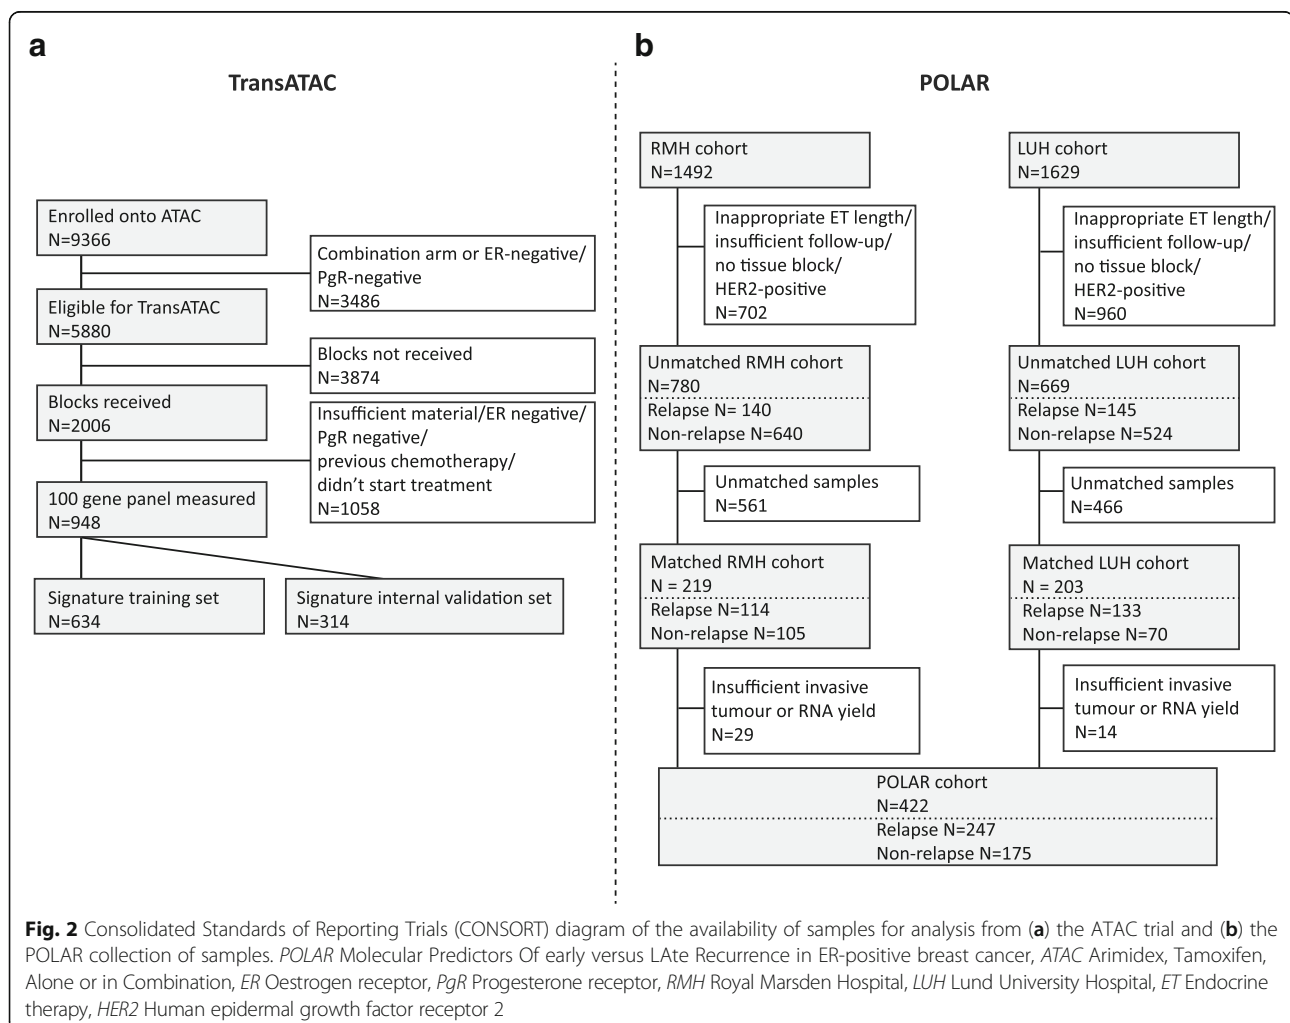 a
TransATAC
Enrolled onto ATAC
N=9366
Combination arm or ER-negative/
PgR-negative
N=3486
Eligible for TransATAC
N=5880
Blocks not received
N=3874
Blocks received
N=2006
Insufficient material/ER negative/
PgR negative/
previous chemotherapy/
didn't start treatment
N=1058
100 gene panel measured
N=948
Signature training set
N=634
Signature internal validation set
N=314
b
POLAR
RMH cohort
N=1492
Inappropriate ET length/
insufficient follow-up/
no tissue block/
HER2-positive
N=702
Unmatched RMH cohort
N=780
Relapse N= 140
Non-relapse N=640
Unmatched samples
N=561
Matched RMH cohort
N = 219
Relapse N=114
Non-relapse N=105
Insufficient invasive
tumour or RNA yield
N=29
LUH cohort
N=1629
Inappropriate ET length/
insufficient follow-up/
no tissue block/
HER2-positive
N=960
Unmatched LUH cohort
N=669
Relapse N=145
Non-relapse N=524
Unmatched samples
N=466
Matched LUH cohort
N = 203
Relapse N=133
Non-relapse N=70
Insufficient invasive
tumour or RNA yield
N=14
POLAR cohort
N=422
Relapse N=247
Non-relapse N=175
Fig. 2 Consolidated Standards of Reporting Trials (CONSORT) diagram of the availability of samples for analysis from (a) the ATAC trial and (b) the
POLAR collection of samples. POLAR Molecular Predictors Of early versus LAte Recurrence in ER-positive breast cancer, ATAC Arimidex, Tamoxifen,
Alone or in Combination, ER Oestrogen receptor, PgR Progesterone receptor, RMH Royal Marsden Hospital, LUH Lund University Hospital, ET Endocrine
therapy, HER2 Human epidermal growth factor receptor 2